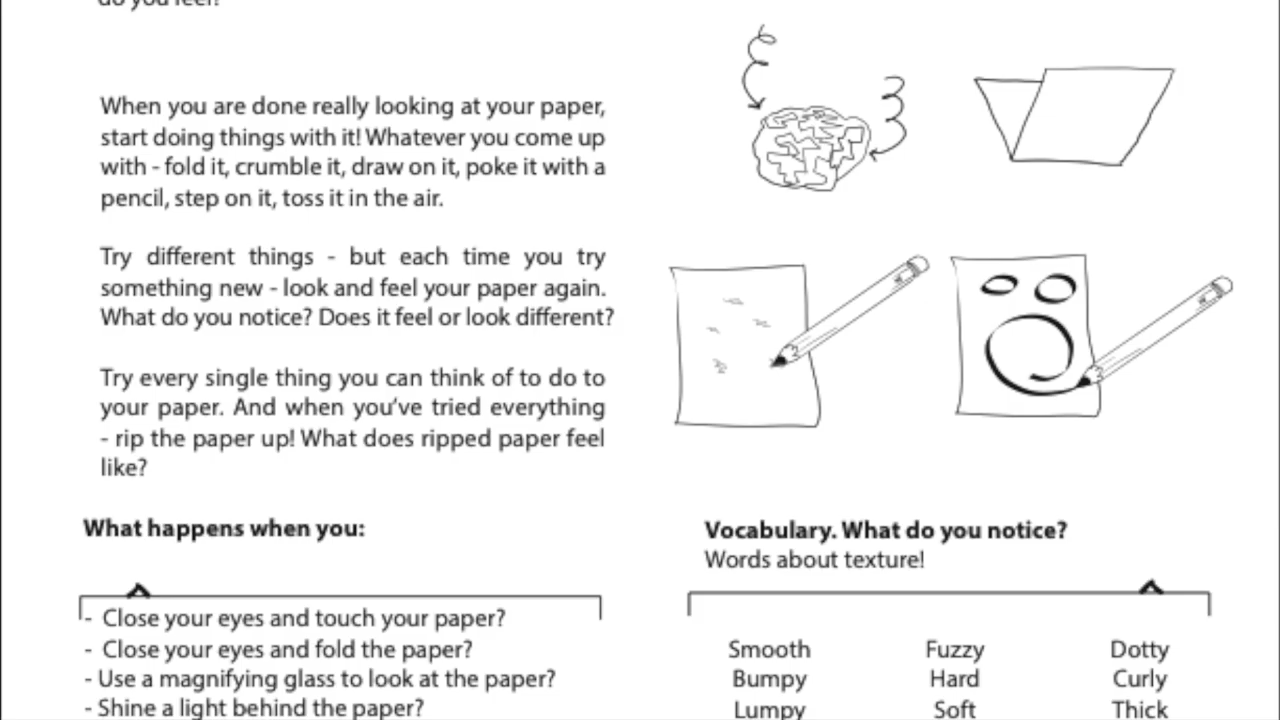 do you feel?
When you are done really looking at your paper,
start doing things with it! Whatever you come up
with - fold it, crumble it, draw on it, poke it with a
pencil, step on it, toss it in the air.
Try different things - but each time you try
something new - look and feel your paper again.
What do you notice? Does it feel or look different?
Try every single thing you can think of to do to
your paper. And when you’ve tried everything
- rip the paper up! What does ripped paper feel
like?
What happens when you:
- Close your eyes and touch your paper?
- Close your eyes and fold the paper?
- Use a magnifying glass to look at the paper?
- Shine a light behind the paper?
Vocabulary. What do you notice?
Words about texture!
Smooth Fuzzy Dotty
Bumpy Hard Curly
Lumpy Soft Thick